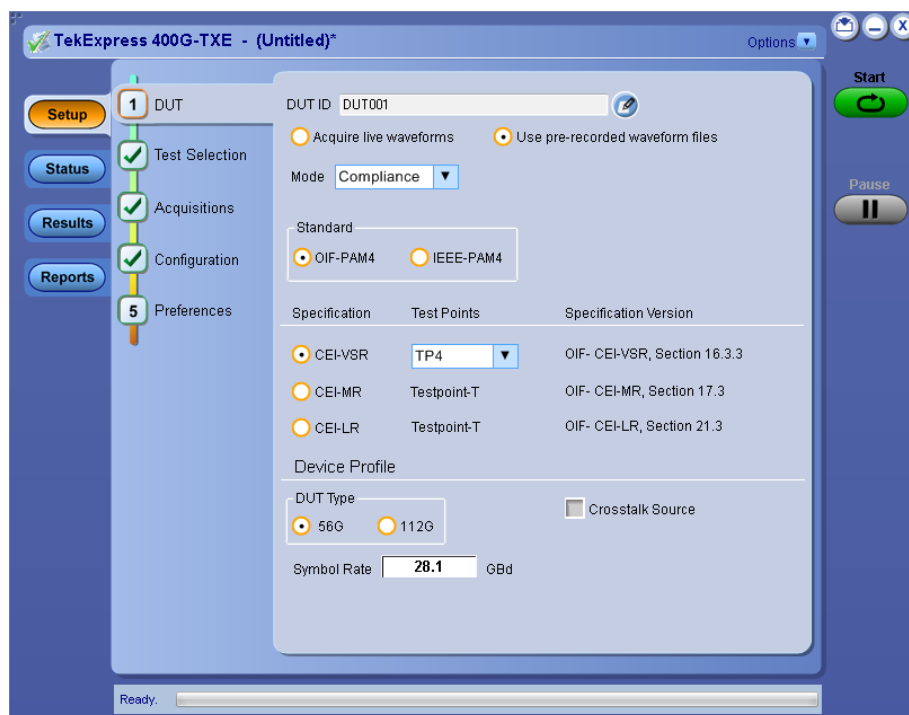 TekExpress 400G-TXE - (Untitled)*
Options
x
Start
Pause
Setup
Status
Results
Reports
1 DUT
Test Selection
Acquisitions
Configuration
5 Preferences
DUT ID DUT001
Acquire live waveforms Use pre-recorded waveform files
Mode Compliance
Standard
OIF-PAM4 IEEE-PAM4
Specification Test Points Specification Version
CEI-VSR TP4 OIF- CEI-VSR, Section 16.3.3
CEI-MR Testpoint-T OIF- CEI-MR, Section 17.3
CEI-LR Testpoint-T OIF- CEI-LR, Section 21.3
Device Profile
DUT Type
56G 112G
Crosstalk Source
Symbol Rate 28.1 GBd
Ready.